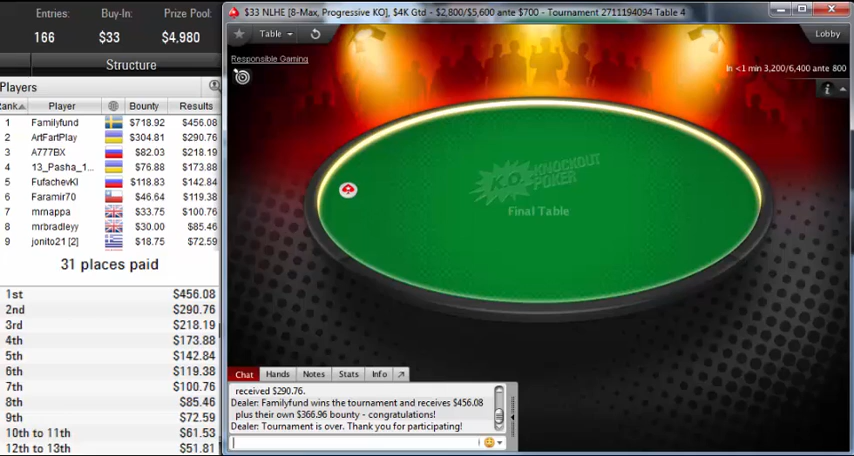 Entries: Buy-In: Prize Pool:
166 $33 $4,980
Structure
Players
Rank Player Bounty Results
1 Familyfund $718.92 $456.08
2 ArtFartPlay $304.81 $290.76
3 A777BX $82.03 $218.19
4 13_Pasha_1... $76.88 $173.88
5 FufachevKl $118.83 $142.84
6 Faramir70 $46.64 $119.38
7 mrmappa $33.75 $100.76
8 mrbradleyy $30.00 $85.46
9 jonito21 [2] $18.75 $72.59
31 places paid
1st $456.08
2nd $290.76
3rd $218.19
4th $173.88
5th $142.84
6th $119.38
7th $100.76
8th $85.46
9th $72.59
10th to 11th $61.53
12th to 13th $51.81
$33 NLHE [8-Max, Progressive KO], $4K Gtd - $2,800/$5,600 ante $700 - Tournament 2711194094 Table 4
Table Lobby
Responsible Gaming
In <1 min 3,200/6,400 ante 800
i
K.O. KNOCKOUT
POKER
Final Table
Chat Hands Notes Stats Info
received $290.76.
Dealer: Familyfund wins the tournament and receives $456.08
plus their own $366.96 bounty - congratulations!
Dealer: Tournament is over. Thank you for participating!